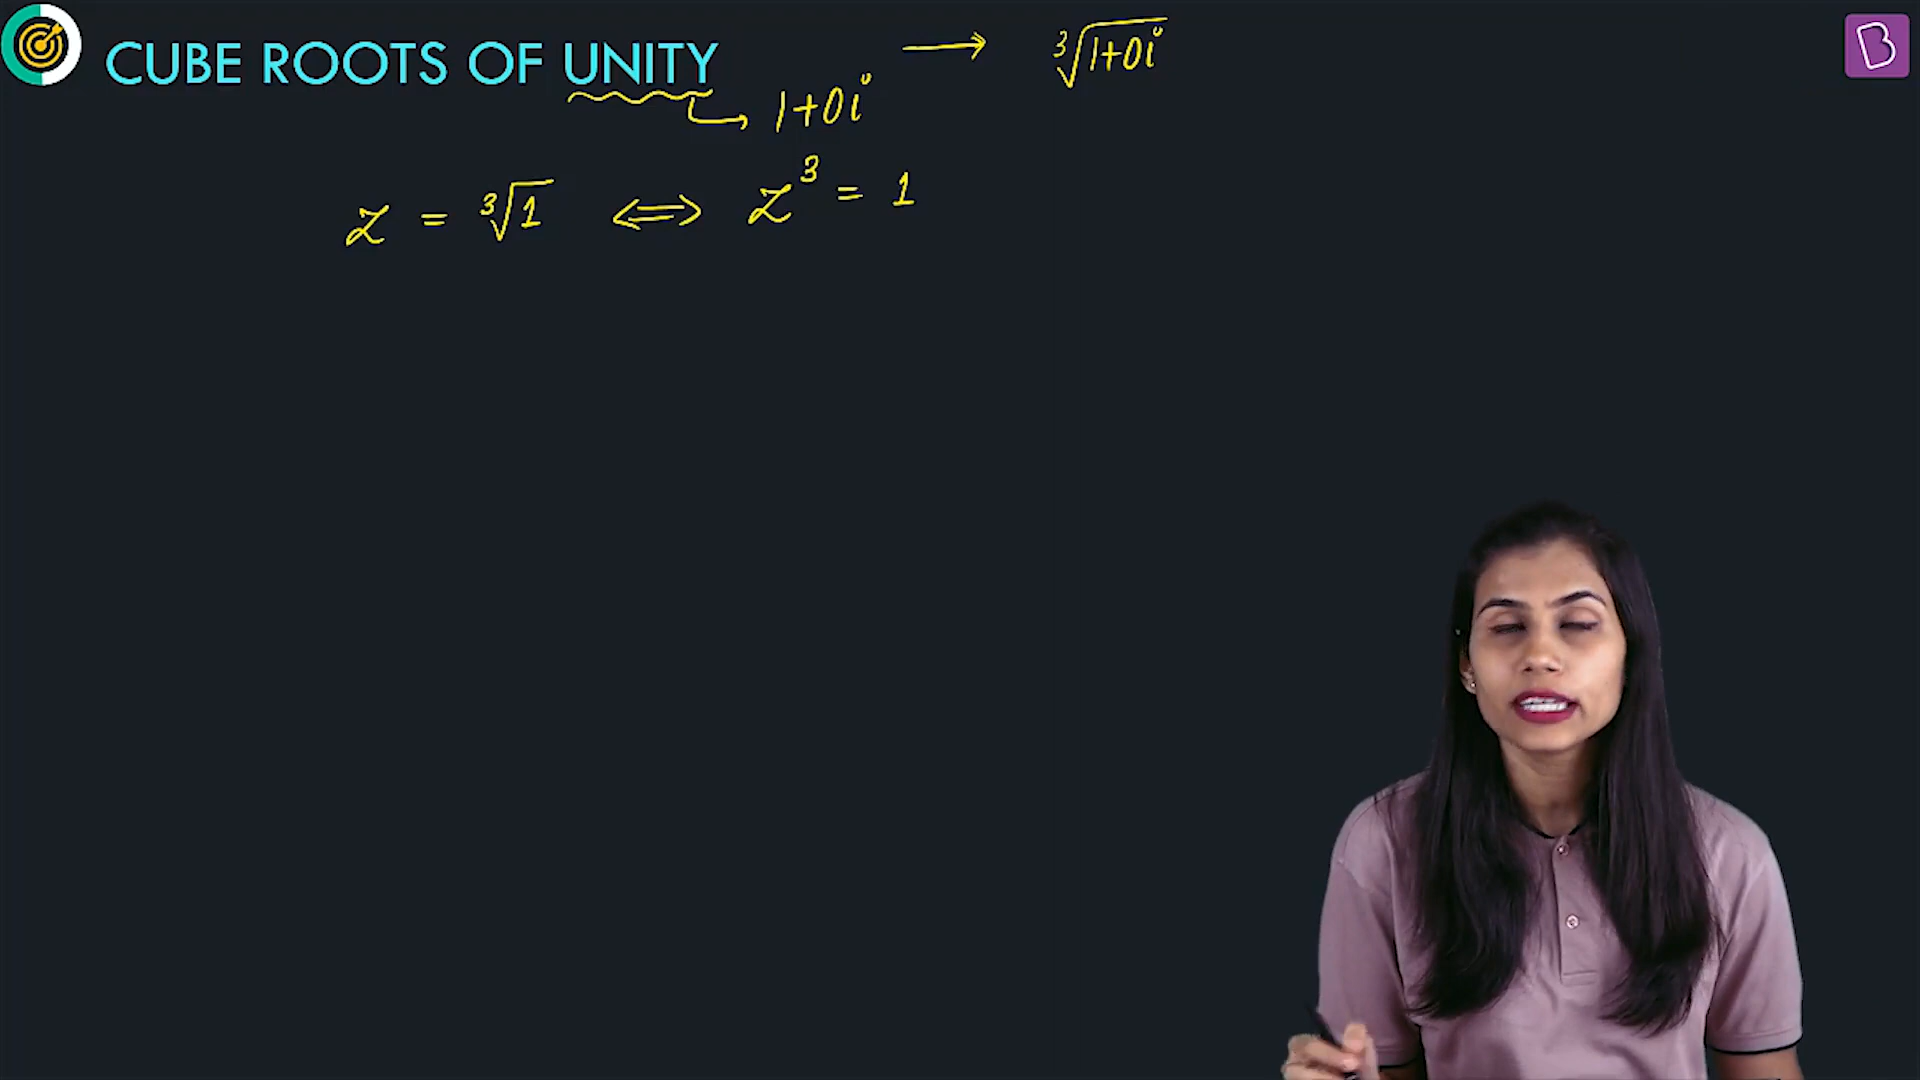 CUBE ROOTS OF UNITY → ∛(1+0i)
1+0i
z = ∛1 ⟺ z³ = 1
B